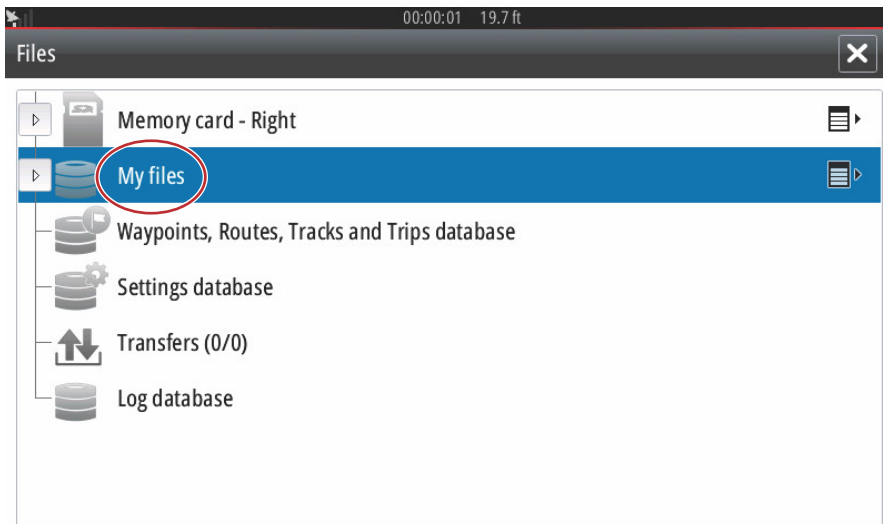 00:00:01 19.7 ft
Files
Memory card - Right
My files
Waypoints, Routes, Tracks and Trips database
Settings database
Transfers (0/0)
Log database